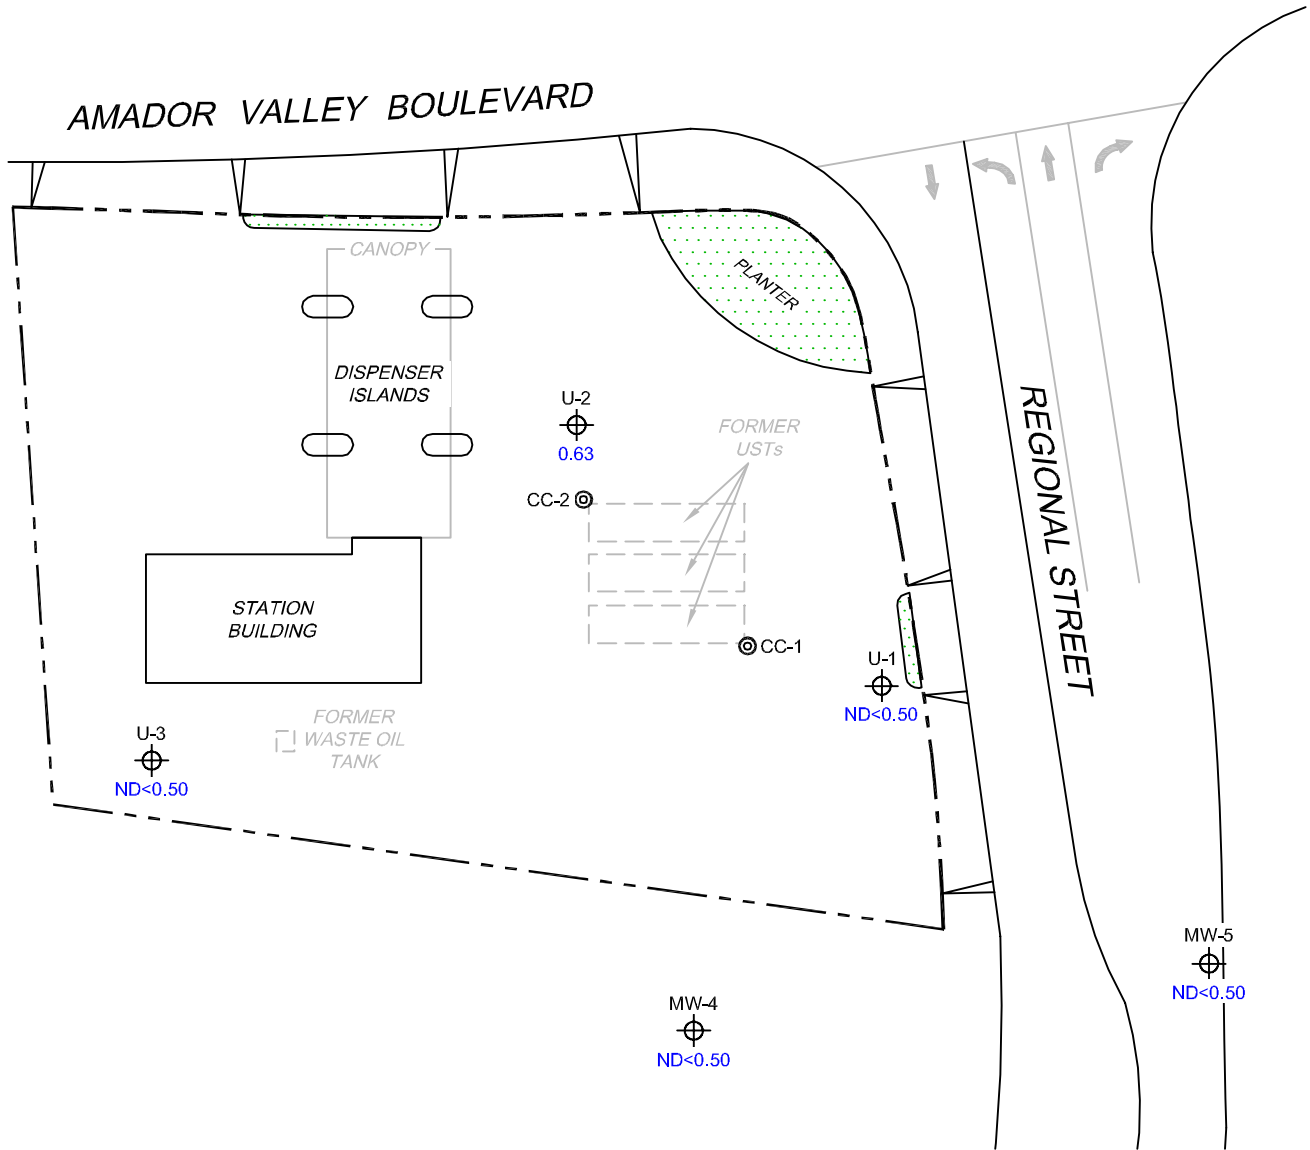 AMADOR VALLEY BOULEVARD
CANOPY
PLANTER
DISPENSER
ISLANDS
U-2
0.63
FORMER
USTs
CC-2
REGIONAL STREET
STATION
BUILDING
CC-1
U-1
ND<0.50
FORMER
WASTE OIL
TANK
U-3
ND<0.50
MW-5
ND<0.50
MW-4
ND<0.50